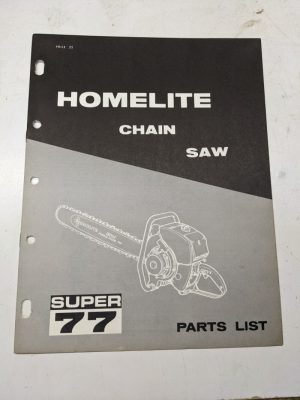 HOMELITE
CHAIN
SAW
SUPER
77
PARTS LIST